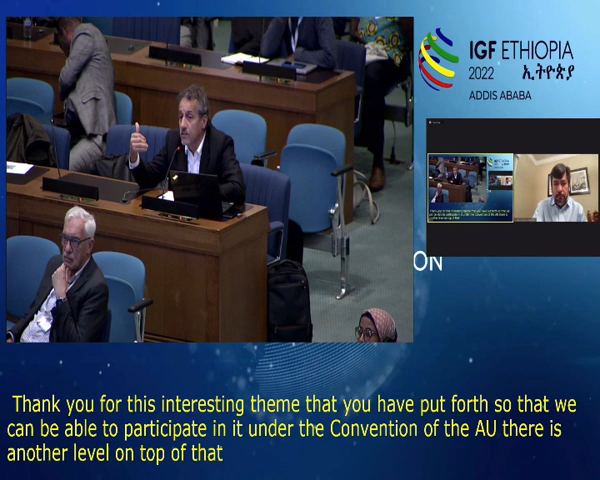 IGF ETHIOPIA
2022 ኢትዮጵያ
ADDIS ABABA
ON
Thank you for this interesting theme that you have put forth so that we
can be able to participate in it under the Convention of the AU there is
another level on top of that